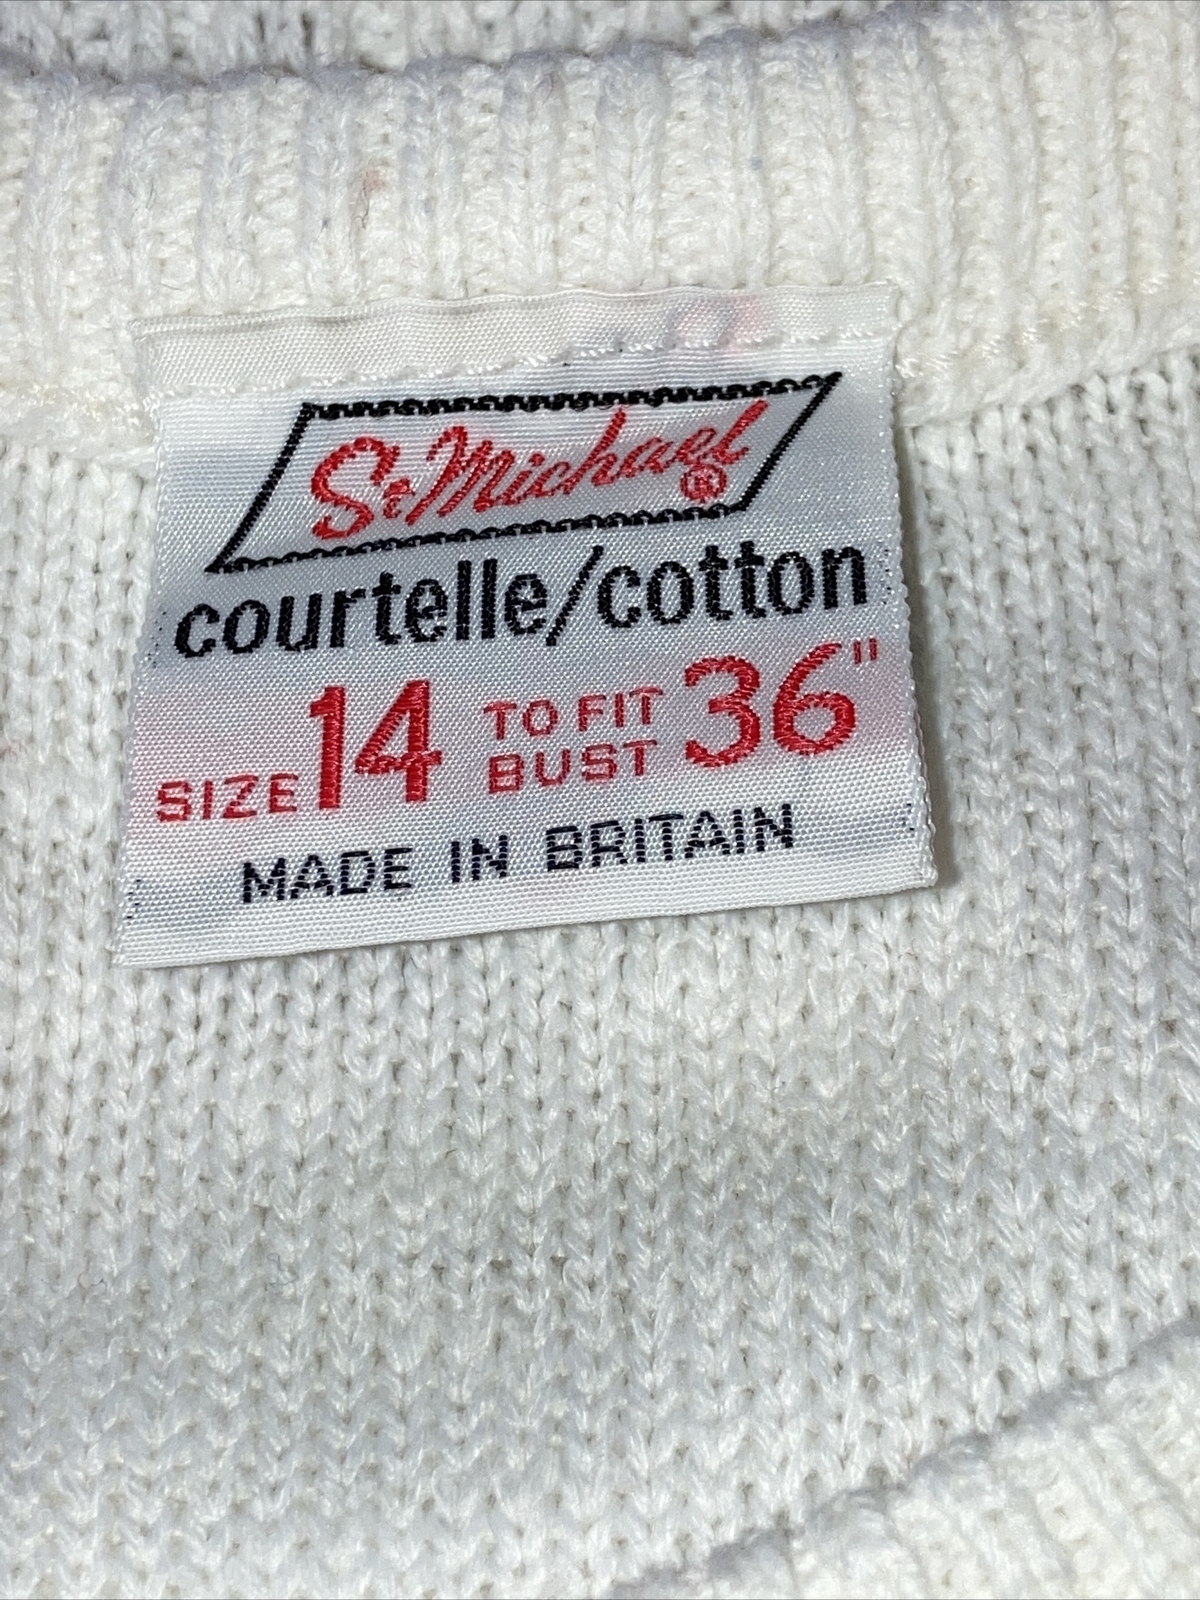 St Michael®
courtelle/cotton
SIZE 14 TO FIT BUST 36"
MADE IN BRITAIN